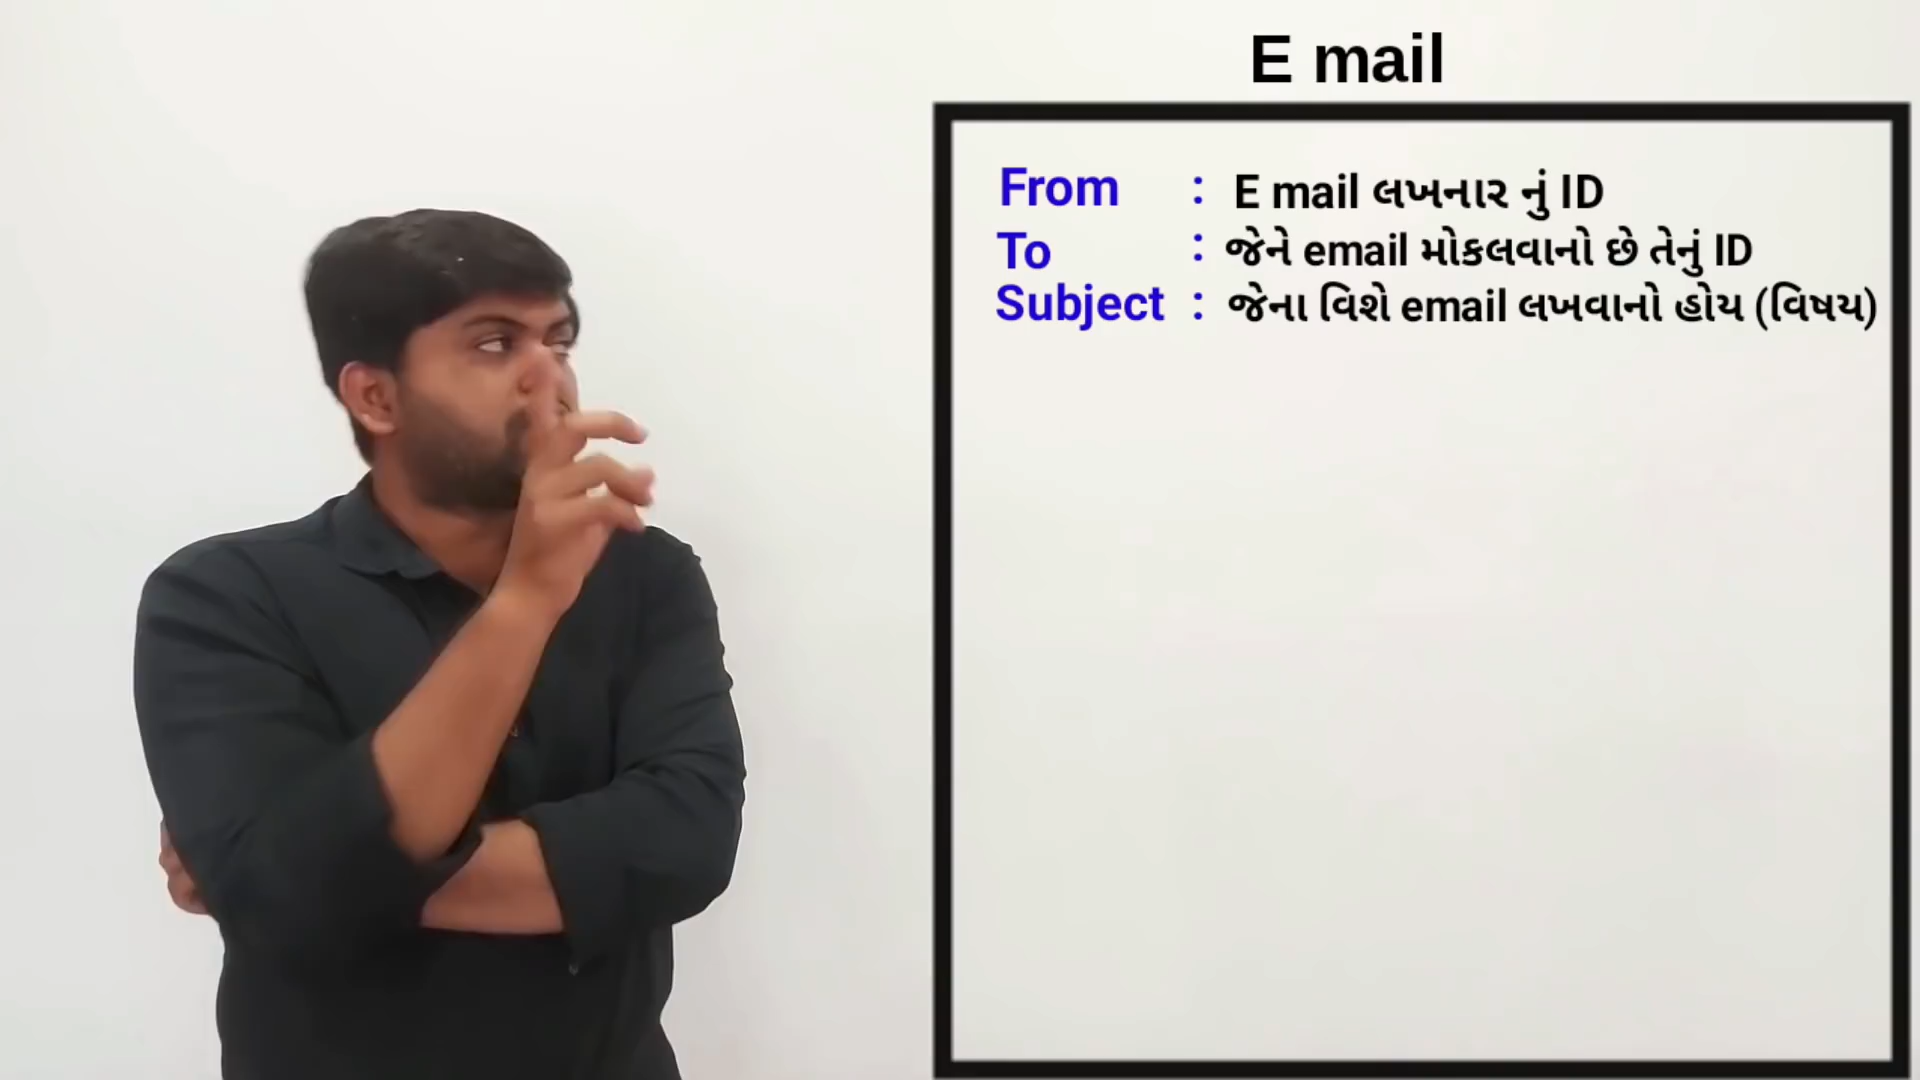 E mail
From : E mail લખનાર નું ID
To : જેને email મોકલવાનો છે તેનું ID
Subject : જેના વિશે email લખવાનો હોય (વિષય)